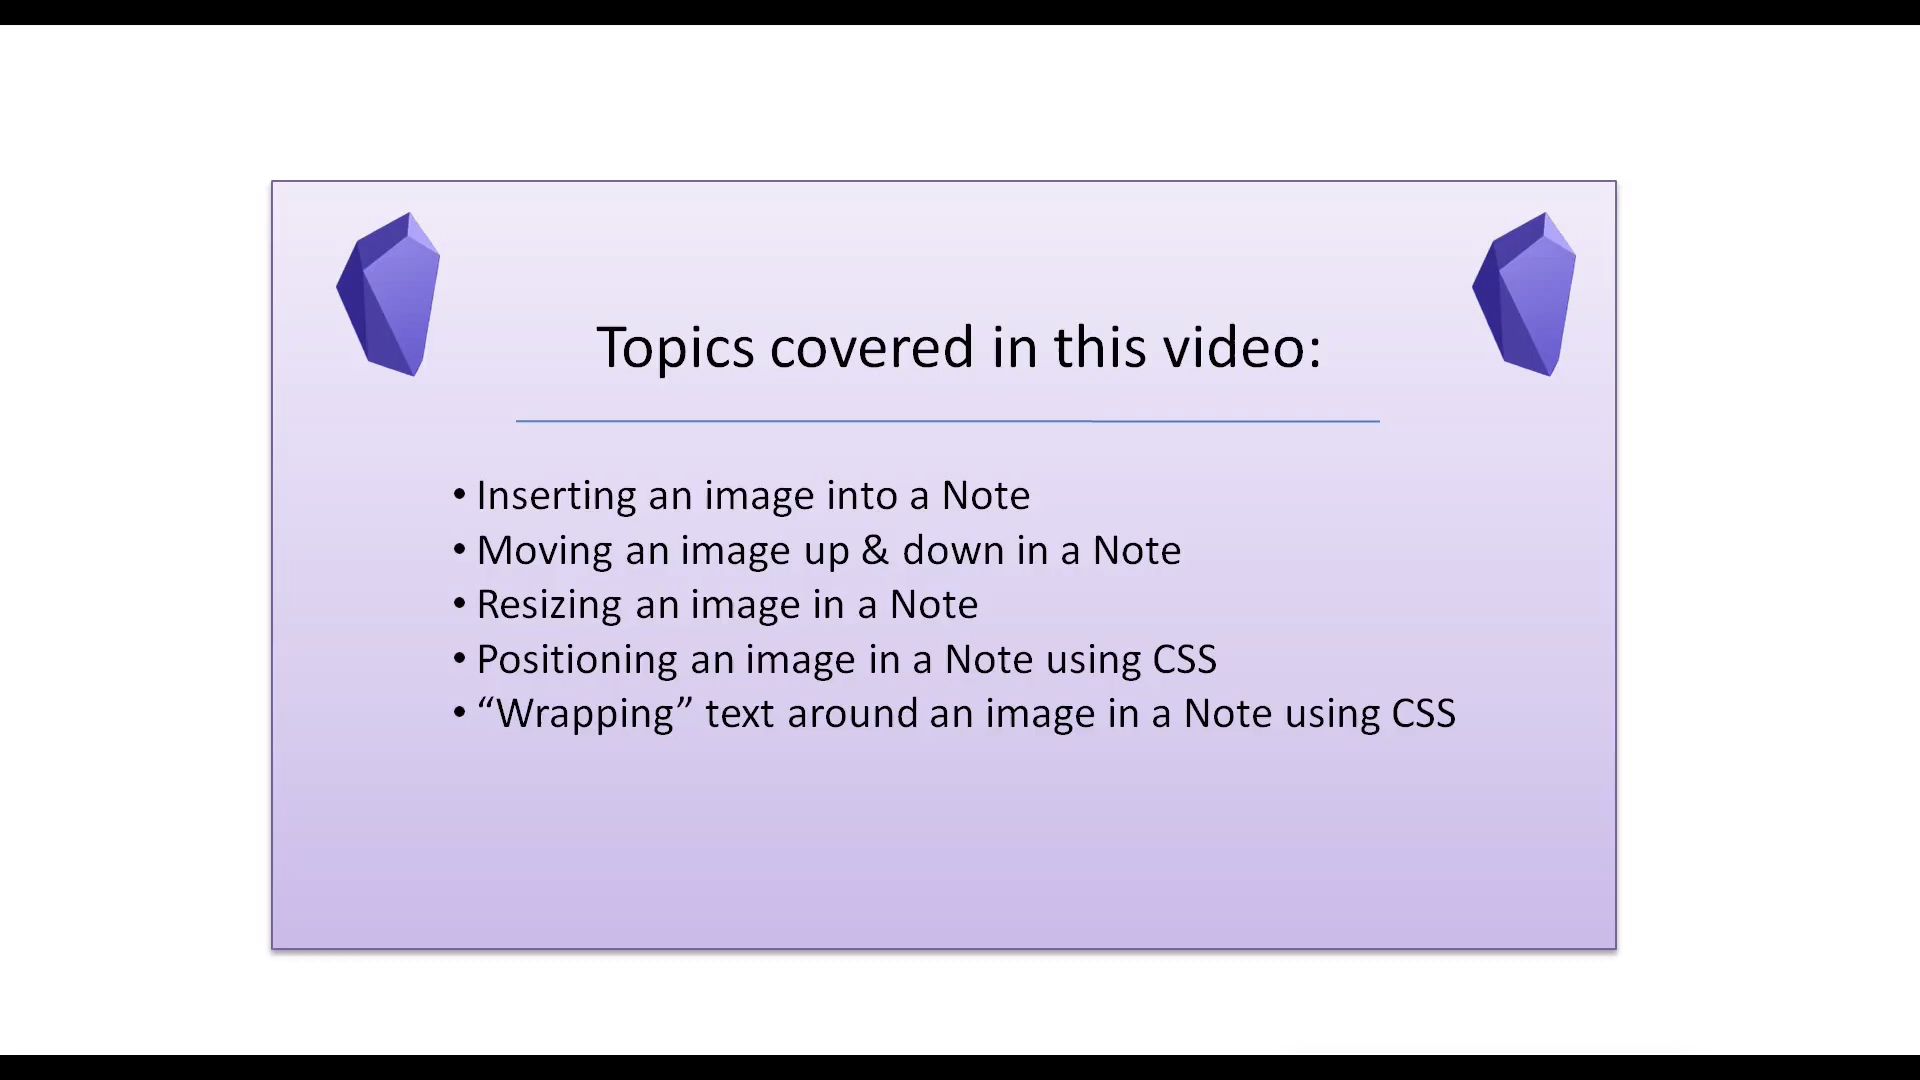 Topics covered in this video:
• Inserting an image into a Note
• Moving an image up & down in a Note
• Resizing an image in a Note
• Positioning an image in a Note using CSS
• “Wrapping” text around an image in a Note using CSS